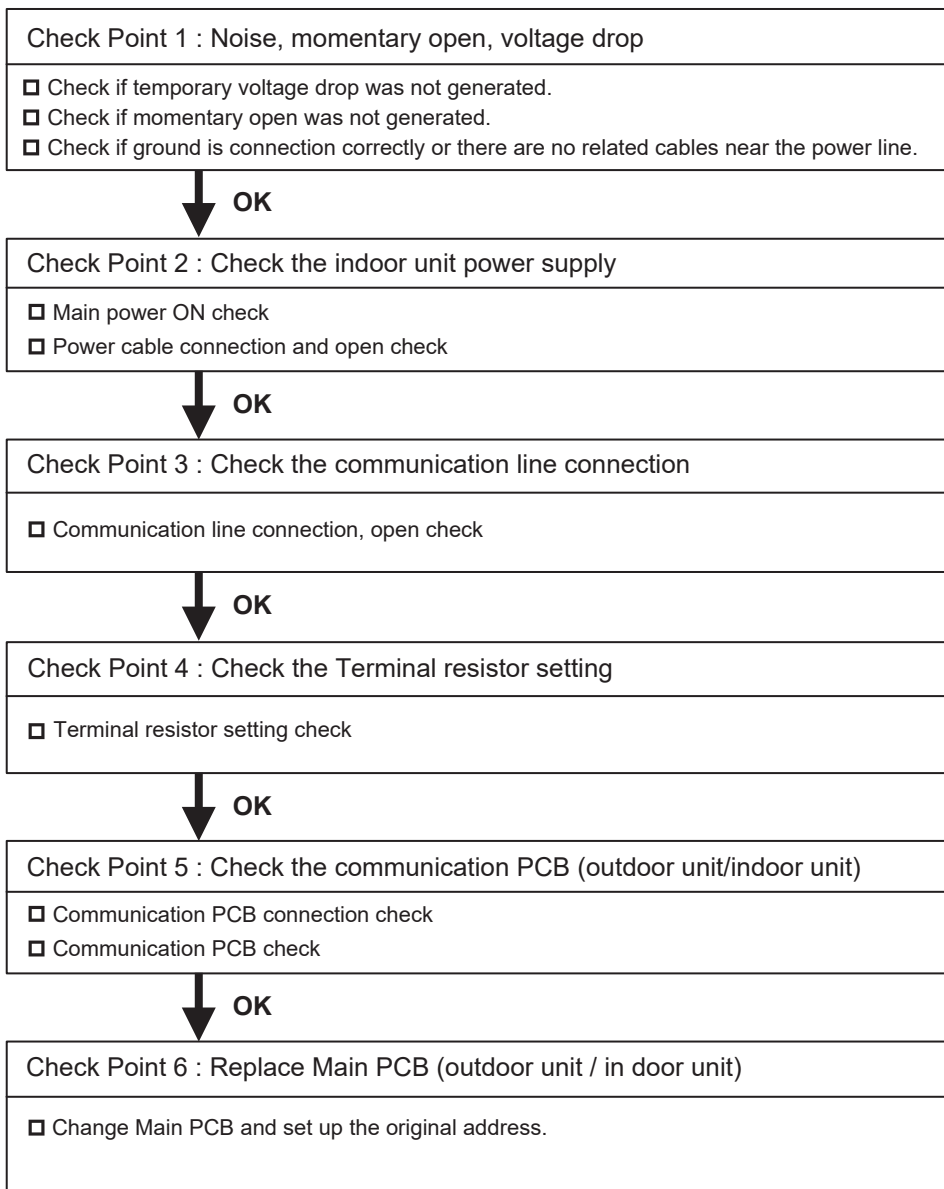 Check Point 1 : Noise, momentary open, voltage drop
Check if temporary voltage drop was not generated.
Check if momentary open was not generated.
Check if ground is connection correctly or there are no related cables near the power line.
OK
Check Point 2 : Check the indoor unit power supply
Main power ON check
Power cable connection and open check
OK
Check Point 3 : Check the communication line connection
Communication line connection, open check
OK
Check Point 4 : Check the Terminal resistor setting
Terminal resistor setting check
OK
Check Point 5 : Check the communication PCB (outdoor unit/indoor unit)
Communication PCB connection check
Communication PCB check
OK
Check Point 6 : Replace Main PCB (outdoor unit / in door unit)
Change Main PCB and set up the original address.